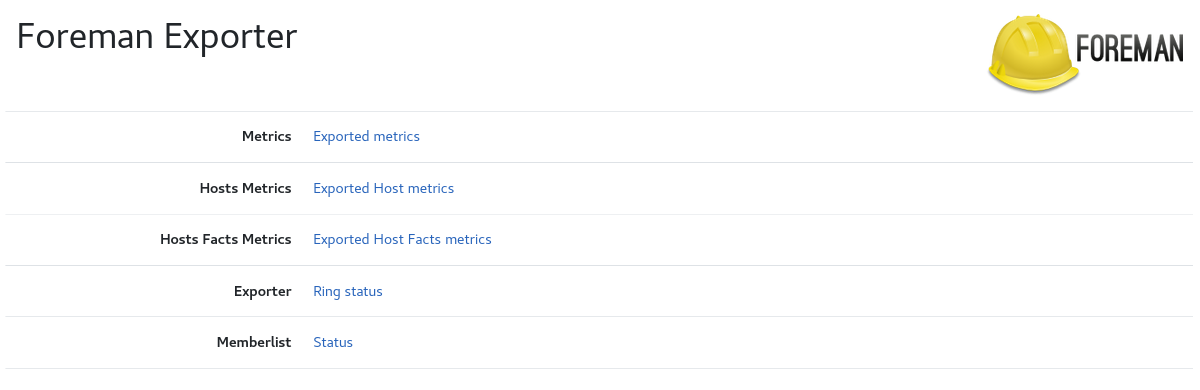 Foreman Exporter
FOREMAN
Metrics Exported metrics
Hosts Metrics Exported Host metrics
Hosts Facts Metrics Exported Host Facts metrics
Exporter Ring status
Memberlist Status